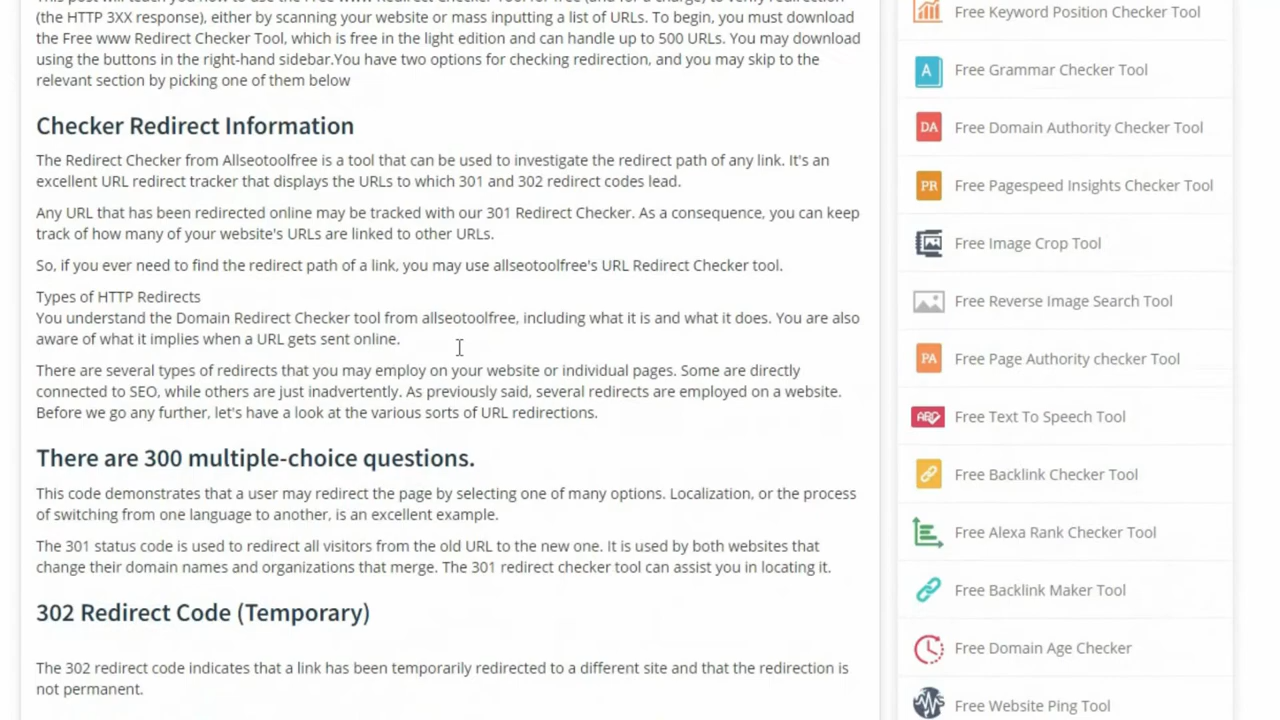 (the HTTP 3XX response), either by scanning your website or mass inputting a list of URLs. To begin, you must download
the Free www Redirect Checker Tool, which is free in the light edition and can handle up to 500 URLs. You may download
using the buttons in the right-hand sidebar.You have two options for checking redirection, and you may skip to the
relevant section by picking one of them below
Checker Redirect Information
The Redirect Checker from Allseotoolfree is a tool that can be used to investigate the redirect path of any link. It's an
excellent URL redirect tracker that displays the URLs to which 301 and 302 redirect codes lead.
Any URL that has been redirected online may be tracked with our 301 Redirect Checker. As a consequence, you can keep
track of how many of your website's URLs are linked to other URLs.
So, if you ever need to find the redirect path of a link, you may use allseotoolfree's URL Redirect Checker tool.
Types of HTTP Redirects
You understand the Domain Redirect Checker tool from allseotoolfree, including what it is and what it does. You are also
aware of what it implies when a URL gets sent online.
There are several types of redirects that you may employ on your website or individual pages. Some are directly
connected to SEO, while others are just inadvertently. As previously said, several redirects are employed on a website.
Before we go any further, let's have a look at the various sorts of URL redirections.
There are 300 multiple-choice questions.
This code demonstrates that a user may redirect the page by selecting one of many options. Localization, or the process
of switching from one language to another, is an excellent example.
The 301 status code is used to redirect all visitors from the old URL to the new one. It is used by both websites that
change their domain names and organizations that merge. The 301 redirect checker tool can assist you in locating it.
302 Redirect Code (Temporary)
The 302 redirect code indicates that a link has been temporarily redirected to a different site and that the redirection is
not permanent.
Free Keyword Position Checker Tool
A Free Grammar Checker Tool
DA Free Domain Authority Checker Tool
PR Free Pagespeed Insights Checker Tool
Free Image Crop Tool
Free Reverse Image Search Tool
PA Free Page Authority checker Tool
ABC Free Text To Speech Tool
Free Backlink Checker Tool
Free Alexa Rank Checker Tool
Free Backlink Maker Tool
Free Domain Age Checker
Free Website Ping Tool